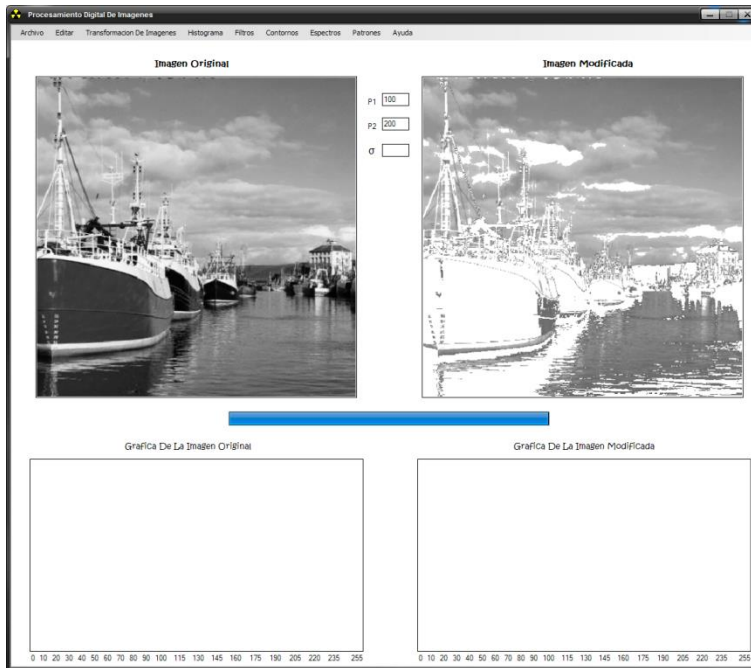 Procesamiento Digital De Imagenes
Archivo Editar Transformacion De Imagenes Histograma Filtros Contornos Espectros Patrones Ayuda
Imagen Original
Imagen Modificada
P1 100
P2 200
σ
Grafica De La Imagen Original
Grafica De La Imagen Modificada
0 10 20 30 40 50 60 70 80 90 100 115 130 145 160 175 190 205 220 235 255
0 10 20 30 40 50 60 70 80 90 100 115 130 145 160 175 190 205 220 235 255